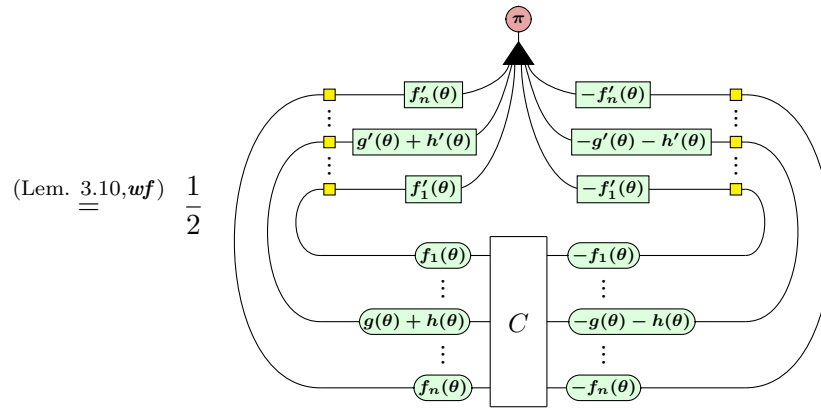 π
f′ₙ(θ) −f′ₙ(θ)
⋮ ⋮
g′(θ) + h′(θ) −g′(θ) − h′(θ)
⋮ ⋮
(Lem. 3.10,wf) = 1/2 f′₁(θ) −f′₁(θ)
f₁(θ) −f₁(θ)
⋮ ⋮
g(θ) + h(θ) C −g(θ) − h(θ)
⋮ ⋮
fₙ(θ) −fₙ(θ)